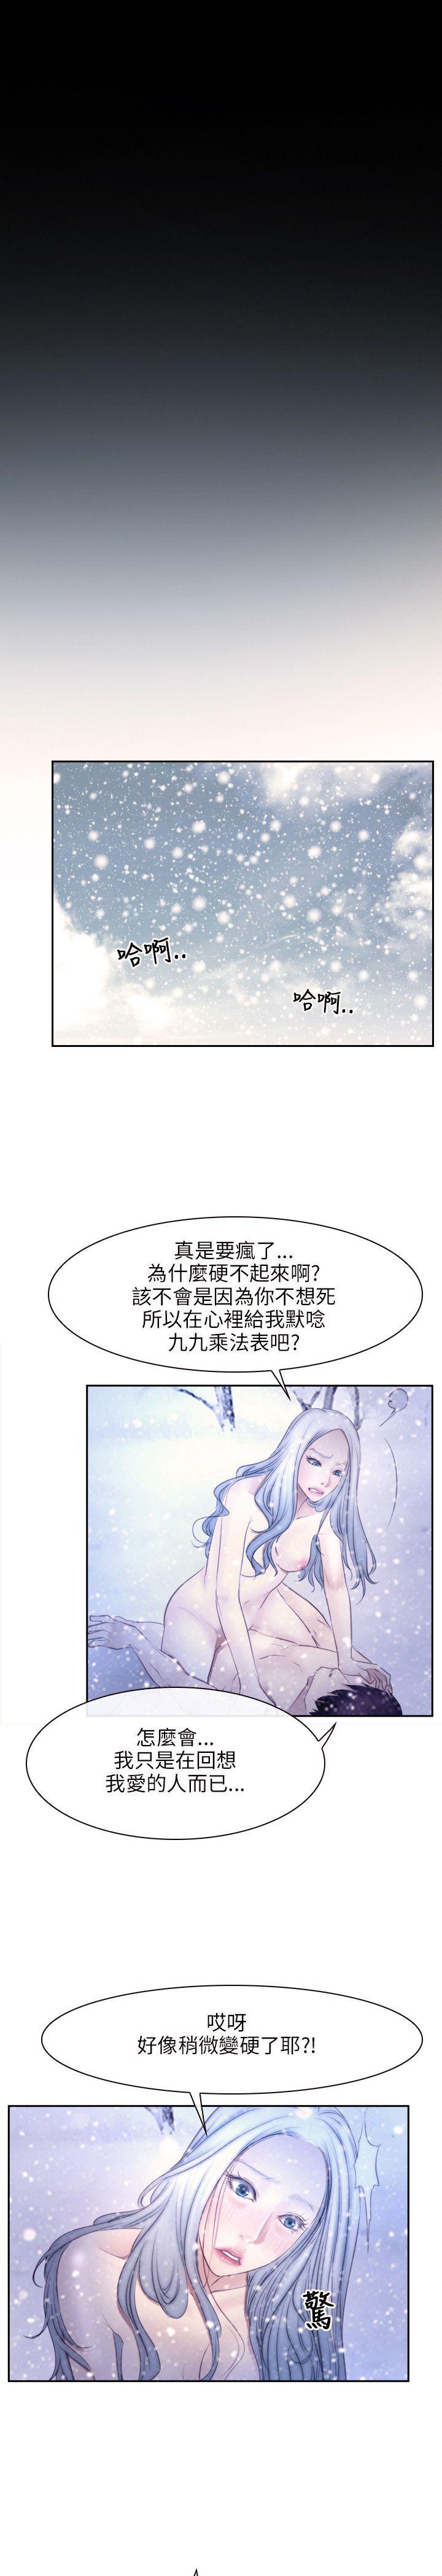 哈啊..
哈啊..
真是要瘋了...
為什麼硬不起來啊?
該不會是因為你不想死
所以在心裡給我默唸
九九乘法表吧?
怎麼會...
我只是在回想
我愛的人而已...
哎呀
好像稍微變硬了耶?!
驚